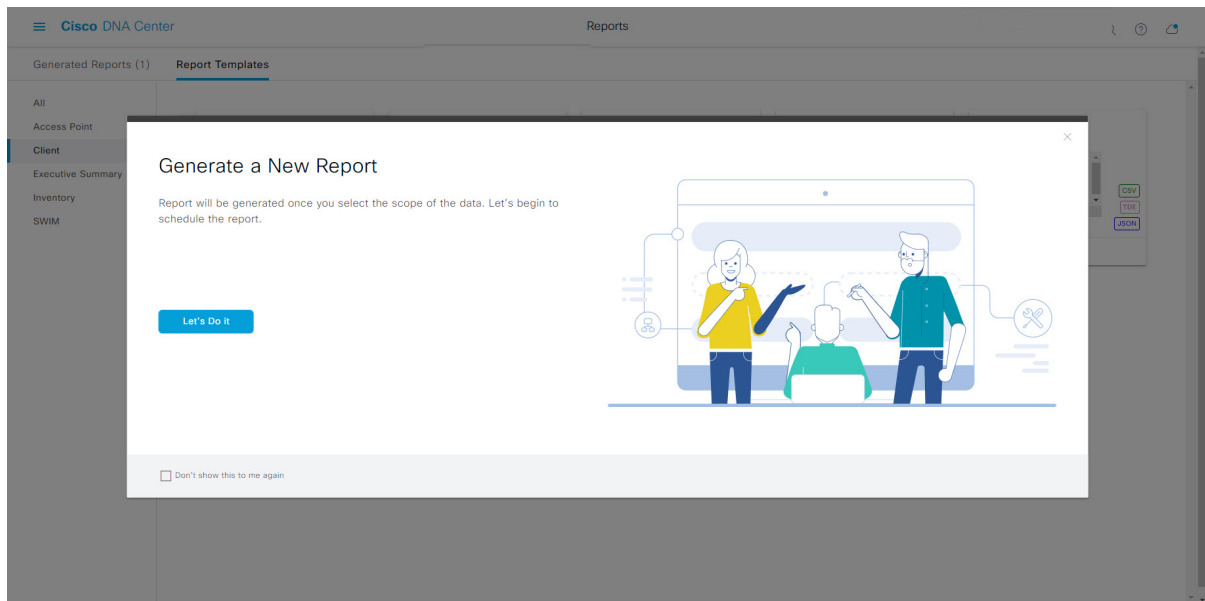 Cisco DNA Center
Reports
Generated Reports (1)
Report Templates
All
Access Point
Client
Executive Summary
Inventory
SWIM
Generate a New Report
Report will be generated once you select the scope of the data. Let's begin to
schedule the report.
Let's Do it
Don't show this to me again
CSV
TDE
JSON